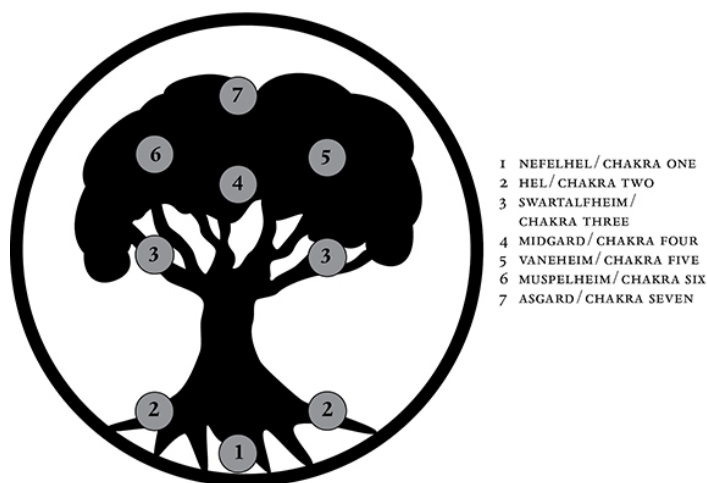 7
6
5
4
3
3
2
2
1
1 NEFELHEL/CHAKRA ONE
2 HEL/CHAKRA TWO
3 SWARTALFHEIM/
CHAKRA THREE
4 MIDGARD/CHAKRA FOUR
5 VANEHEIM/CHAKRA FIVE
6 MUSPELHEIM/CHAKRA SIX
7 ASGARD/CHAKRA SEVEN